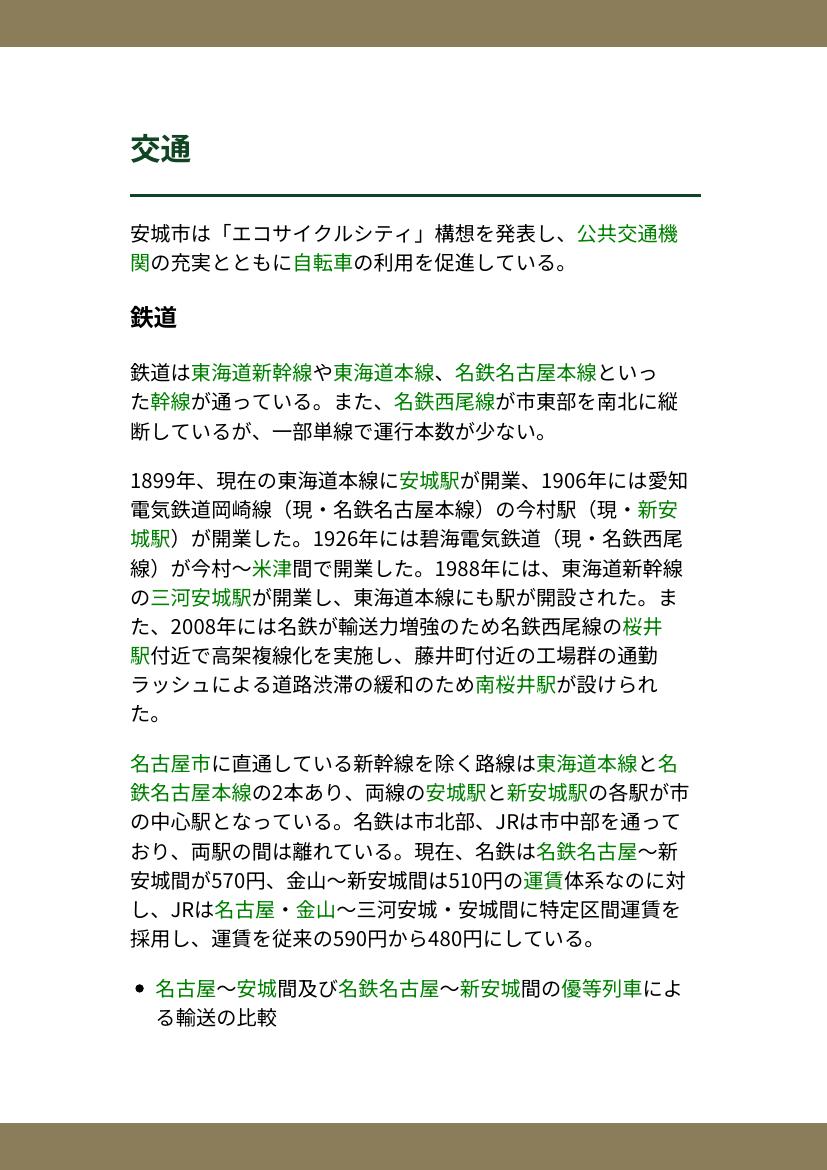 交通
安城市は「エコサイクルシティ」構想を発表し、公共交通機
関の充実とともに自転車の利用を促進している。
鉄道
鉄道は東海道新幹線や東海道本線、名鉄名古屋本線といっ
た幹線が通っている。また、名鉄西尾線が市東部を南北に縦
断しているが、一部単線で運行本数が少ない。
1899年、現在の東海道本線に安城駅が開業、1906年には愛知
電気鉄道岡崎線（現・名鉄名古屋本線）の今村駅（現・新安
城駅）が開業した。1926年には碧海電気鉄道（現・名鉄西尾
線）が今村〜米津間で開業した。1988年には、東海道新幹線
の三河安城駅が開業し、東海道本線にも駅が開設された。ま
た、2008年には名鉄が輸送力増強のため名鉄西尾線の桜井
駅付近で高架複線化を実施し、藤井町付近の工場群の通勤
ラッシュによる道路渋滞の緩和のため南桜井駅が設けられ
た。
名古屋市に直通している新幹線を除く路線は東海道本線と名
鉄名古屋本線の2本あり、両線の安城駅と新安城駅の各駅が市
の中心駅となっている。名鉄は市北部、JRは市中部を通って
おり、両駅の間は離れている。現在、名鉄は名鉄名古屋〜新
安城間が570円、金山〜新安城間は510円の運賃体系なのに対
し、JRは名古屋・金山〜三河安城・安城間に特定区間運賃を
採用し、運賃を従来の590円から480円にしている。
• 名古屋〜安城間及び名鉄名古屋〜新安城間の優等列車によ
る輸送の比較